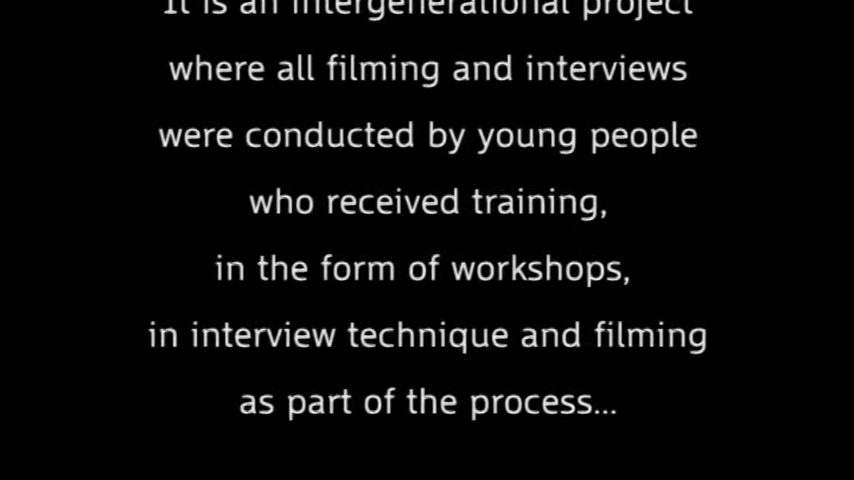 It is an intergenerational project
where all filming and interviews
were conducted by young people
who received training,
in the form of workshops,
in interview technique and filming
as part of the process...